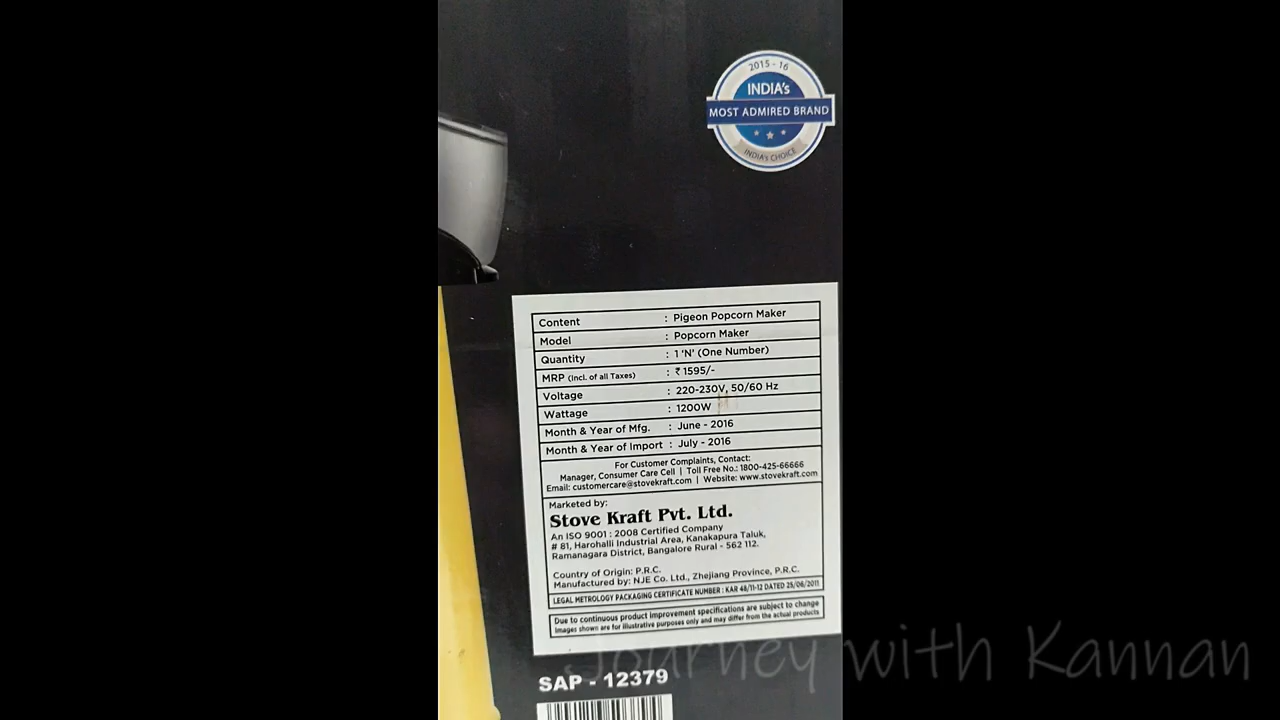 2015 - 16
INDIA's
MOST ADMIRED BRAND
INDIA's CHOICE
Content : Pigeon Popcorn Maker
Model : Popcorn Maker
Quantity : 1 'N' (One Number)
MRP (Incl. of all Taxes) : ₹ 1595/-
Voltage : 220-230V, 50/60 Hz
Wattage : 1200W
Month & Year of Mfg. : June - 2016
Month & Year of Import : July - 2016
For Customer Complaints, Contact:
Manager, Consumer Care Cell | Toll Free No.: 1800-425-66666
Email: customercare@stovekraft.com | Website: www.stovekraft.com
Marketed by:
Stove Kraft Pvt. Ltd.
An ISO 9001 : 2008 Certified Company
# 81, Harohalli Industrial Area, Kanakapura Taluk,
Ramanagara District, Bangalore Rural - 562 112.
Country of Origin: P.R.C.
Manufactured by: NJE Co. Ltd., Zhejiang Province, P.R.C.
LEGAL METROLOGY PACKAGING CERTIFICATE NUMBER : KAR 48/11-12 DATED 25/06/2011
Due to continuous product improvement specifications are subject to change
Images shown are for illustrative purposes only and may differ from the actual products
Journey with Kannan
SAP - 12379